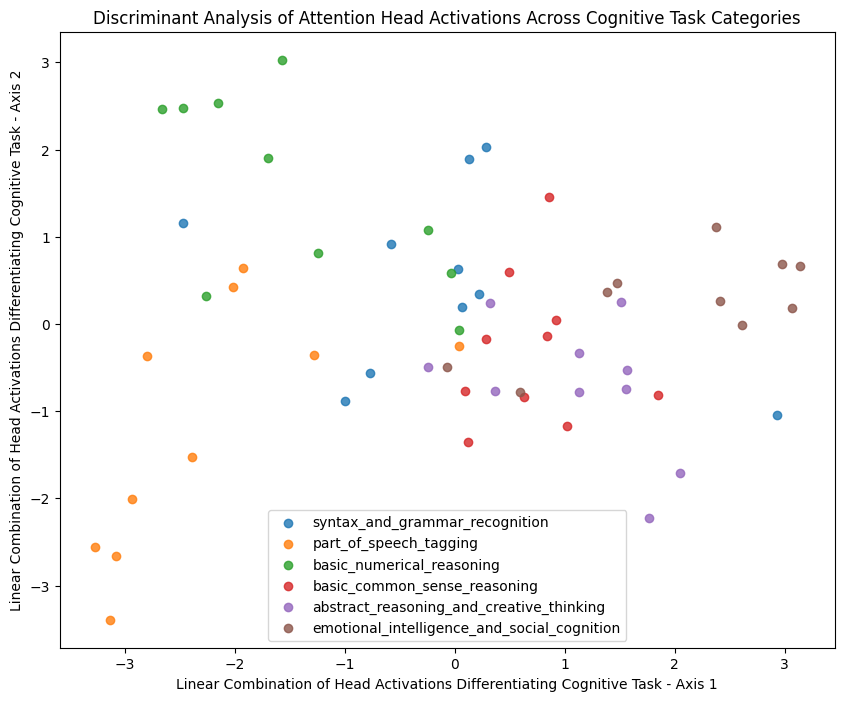 Discriminant Analysis of Attention Head Activations Across Cognitive Task Categories
Linear Combination of Head Activations Differentiating Cognitive Task - Axis 2
3
2
1
0
−1
−2
−3
syntax_and_grammar_recognition
part_of_speech_tagging
basic_numerical_reasoning
basic_common_sense_reasoning
abstract_reasoning_and_creative_thinking
emotional_intelligence_and_social_cognition
−3 −2 −1 0 1 2 3
Linear Combination of Head Activations Differentiating Cognitive Task - Axis 1